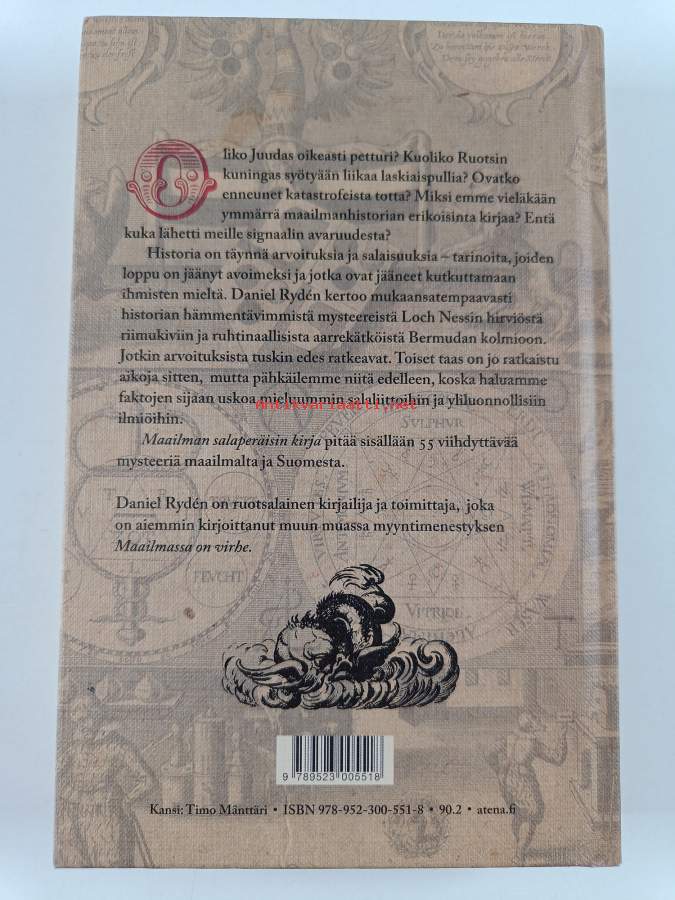 Oliko Juudas oikeasti petturi? Kuoliko Ruotsin
kuningas syötyään liikaa laskiaispullia? Ovatko
enneunet katastrofeista totta? Miksi emme vieläkään
ymmärrä maailmanhistorian erikoisinta kirjaa? Entä
kuka lähetti meille signaalin avaruudesta?
Historia on täynnä arvoituksia ja salaisuuksia – tarinoita, joiden
loppu on jäänyt avoimeksi ja jotka ovat jääneet kutkuttamaan
ihmisten mieltä. Daniel Rydén kertoo mukaansatempaavasti
historian hämmentävimmistä mysteereistä Loch Nessin hirviöstä
riimukiviin ja ruhtinaallisista aarrekätköistä Bermudan kolmioon.
Jotkin arvoituksista tuskin edes ratkeavat. Toiset taas on jo ratkaistu
aikoja sitten, mutta pähkäilemme niitä edelleen, koska haluamme
faktojen sijaan uskoa mieluummin salaliittoihin ja yliluonnollisiin
Antikvariaatti.net
ilmiöihin.
SULPHUR
Maailman salaperäisin kirja pitää sisällään 55 viihdyttävää
mysteeriä maailmalta ja Suomesta.
Daniel Rydén on ruotsalainen kirjailija ja toimittaja, joka
on aiemmin kirjoittanut muun muassa myyntimenestyksen
Maailmassa on virhe.
FEUCHT
VITRIOL
WASSER
9 789523 005518
Kansi: Timo Mänttäri • ISBN 978-952-300-551-8 • 90.2 • atena.fi